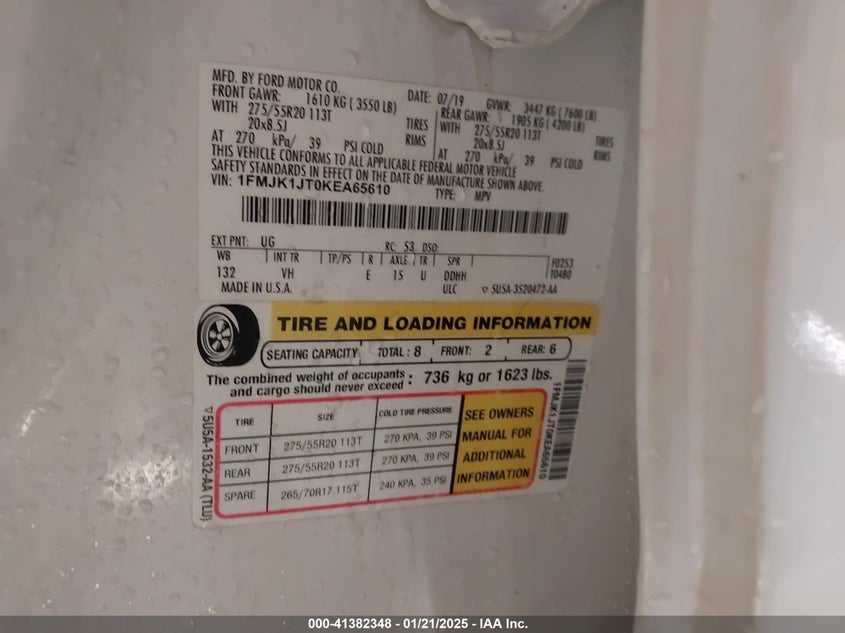 MFD. BY FORD MOTOR CO.
DATE: 07/19 GVWR: 3447 KG ( 7600 LB)
FRONT GAWR: 1610 KG ( 3550 LB)
WITH 275/55R20 113T TIRES
20x8.5J RIMS
AT 270 kPa/ 39 PSI COLD
REAR GAWR: 1905 KG ( 4200 LB)
WITH 275/55R20 113T TIRES
20x8.5J RIMS
AT 270 kPa/ 39 PSI COLD
THIS VEHICLE CONFORMS TO ALL APPLICABLE FEDERAL MOTOR VEHICLE
SAFETY STANDARDS IN EFFECT ON THE DATE OF MANUFACTURE SHOWN ABOVE.
VIN: 1FMJK1JT0KEA65610
TYPE: MPV
EXT PNT: UG RC: 53 DSO:
WB INT TR TP/PS R AXLE TR SPR F0253
132 VH E 15 U DDHH T0480
MADE IN U.S.A. ULC ▽ 5U5A-3520472-AA
TIRE AND LOADING INFORMATION
SEATING CAPACITY TOTAL : 8 FRONT: 2 REAR: 6
The combined weight of occupants and cargo should never exceed : 736 kg or 1623 lbs.
TIRE SIZE COLD TIRE PRESSURE
FRONT 275/55R20 113T 270 KPA, 39 PSI
REAR 275/55R20 113T 270 KPA, 39 PSI
SPARE 265/70R17 115T 240 KPA, 35 PSI
SEE OWNERS
MANUAL FOR
ADDITIONAL
INFORMATION
▽ 5U5A-1532-AA (TLU)
1FMJK1JT0KEA65610
000-41382348 - 01/21/2025 - IAA Inc.